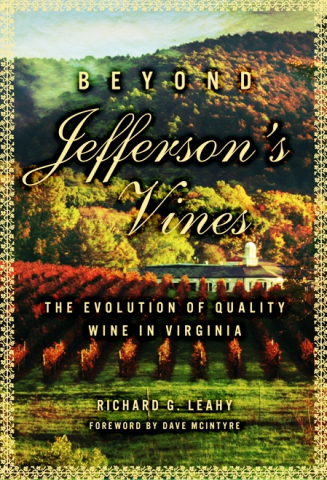 BEYOND
Jefferson's
Vines
THE EVOLUTION OF QUALITY
WINE IN VIRGINIA
RICHARD G. LEAHY
FOREWORD BY DAVE MCINTYRE